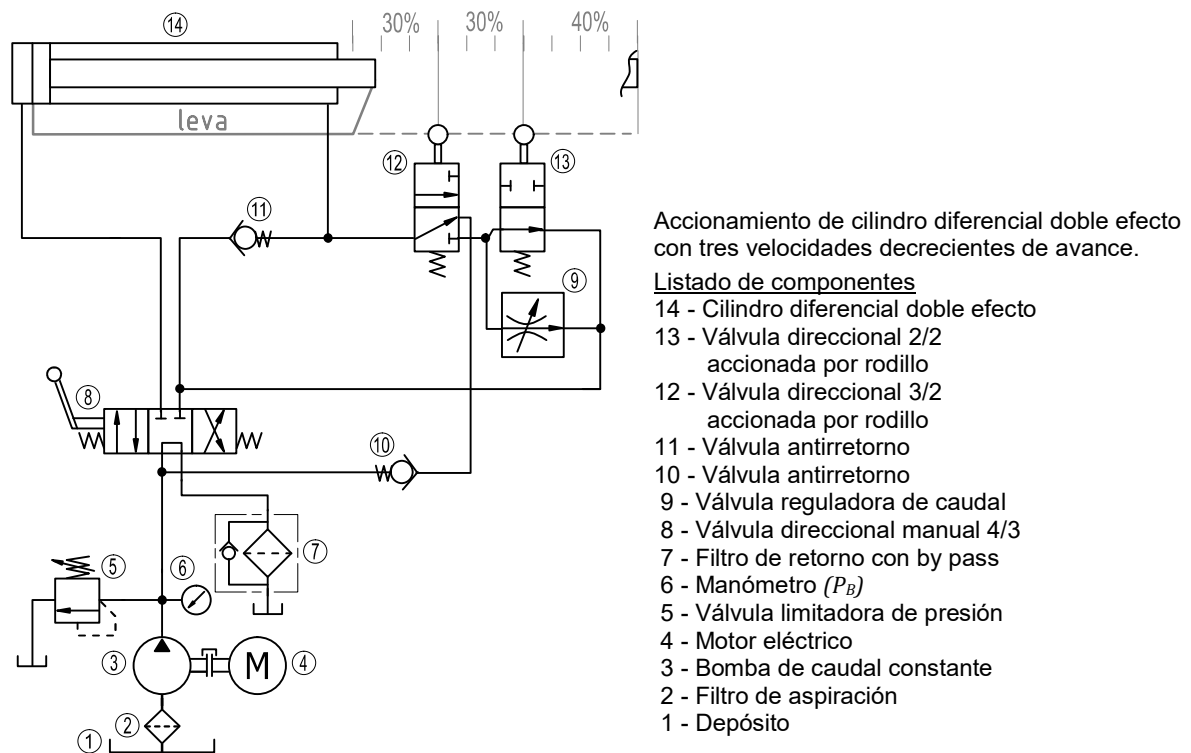 30% 30% 40%
14
leva
12
13
11
9
8
10
7
5
6
3
M
4
2
1
Accionamiento de cilindro diferencial doble efecto
con tres velocidades decrecientes de avance.
Listado de componentes
14 - Cilindro diferencial doble efecto
13 - Válvula direccional 2/2
accionada por rodillo
12 - Válvula direccional 3/2
accionada por rodillo
11 - Válvula antirretorno
10 - Válvula antirretorno
9 - Válvula reguladora de caudal
8 - Válvula direccional manual 4/3
7 - Filtro de retorno con by pass
6 - Manómetro (PB)
5 - Válvula limitadora de presión
4 - Motor eléctrico
3 - Bomba de caudal constante
2 - Filtro de aspiración
1 - Depósito